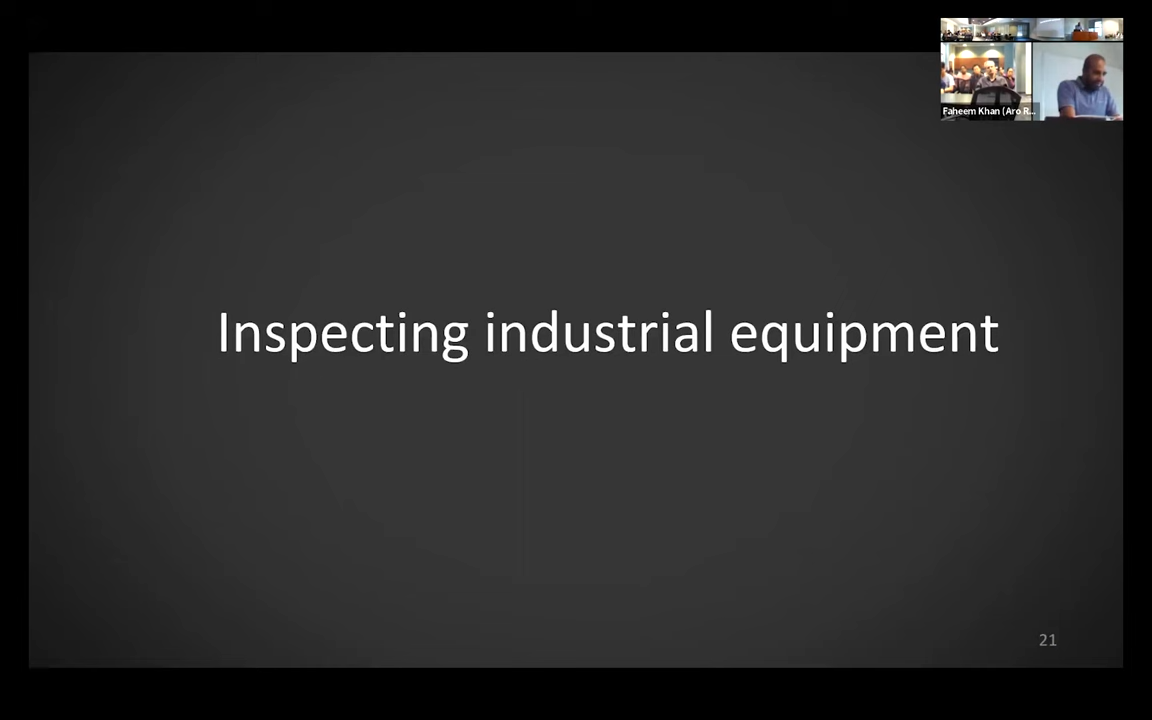 Faheem Khan (Aro R...
Inspecting industrial equipment
21